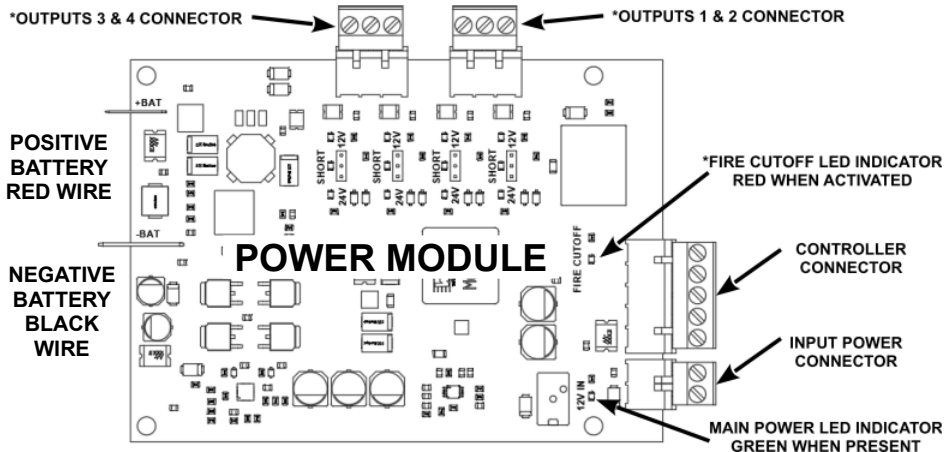 *OUTPUTS 3 & 4 CONNECTOR
*OUTPUTS 1 & 2 CONNECTOR
+BAT
POSITIVE
BATTERY
RED WIRE
12V
12V
12V
12V
SHORT
SHORT
SHORT
SHORT
24V
24V
24V
24V
*FIRE CUTOFF LED INDICATOR
RED WHEN ACTIVATED
-BAT
POWER MODULE
FIRE CUTOFF
CONTROLLER
CONNECTOR
NEGATIVE
BATTERY
BLACK
WIRE
INPUT POWER
CONNECTOR
12V IN
MAIN POWER LED INDICATOR
GREEN WHEN PRESENT